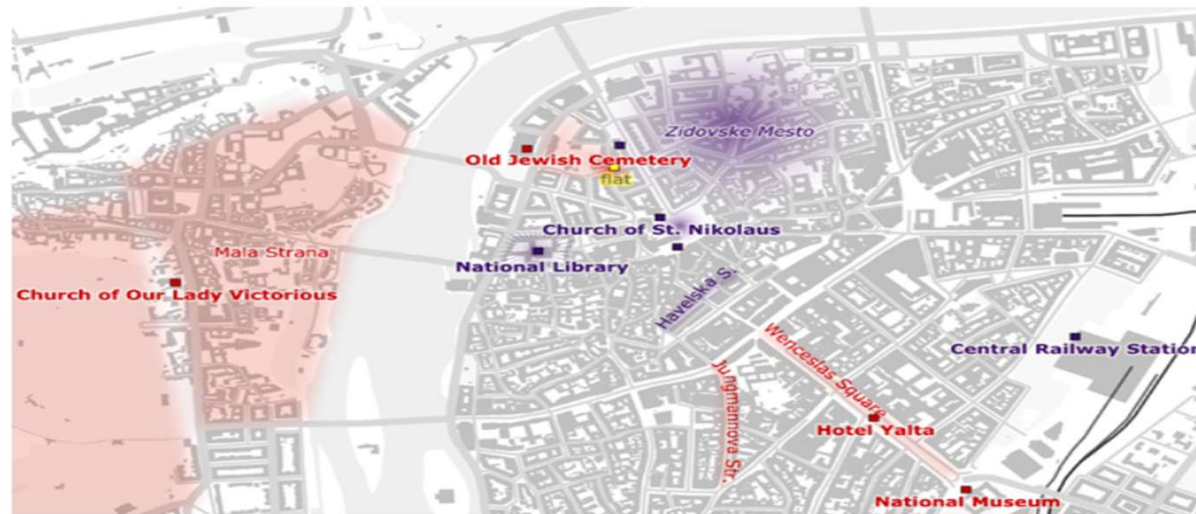 Zidovske Mesto
Old Jewish Cemetery
flat
Church of St. Nikolaus
Mala Strana
National Library
Church of Our Lady Victorious
Havelska S.
Wenceslas Square
Central Railway Station
Jungmannova Str.
Hotel Yalta
National Museum